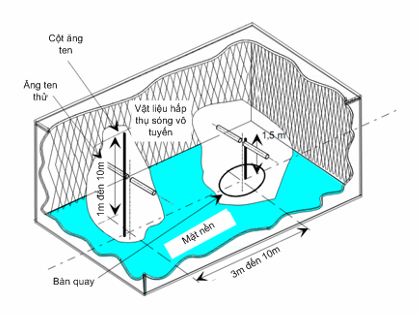 Cột ăng
ten
Ăng ten
thử
Vật liệu hấp
thụ sóng vô
tuyến
1,5 m
1m đến 10m
Mặt nền
Bàn quay
3m đến 10m